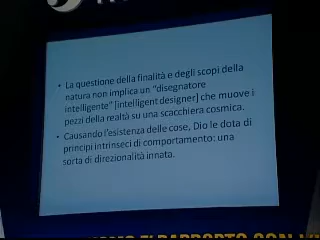 • La questione della finalità e degli scopi della
natura non implica un "disegnatore
intelligente" [intelligent designer] che muove i
pezzi della realtà su una scacchiera cosmica.
• Causando l'esistenza delle cose, Dio le dota di
principi intrinseci di comportamento: una
sorta di direzionalità innata.
RAPPORTO CON